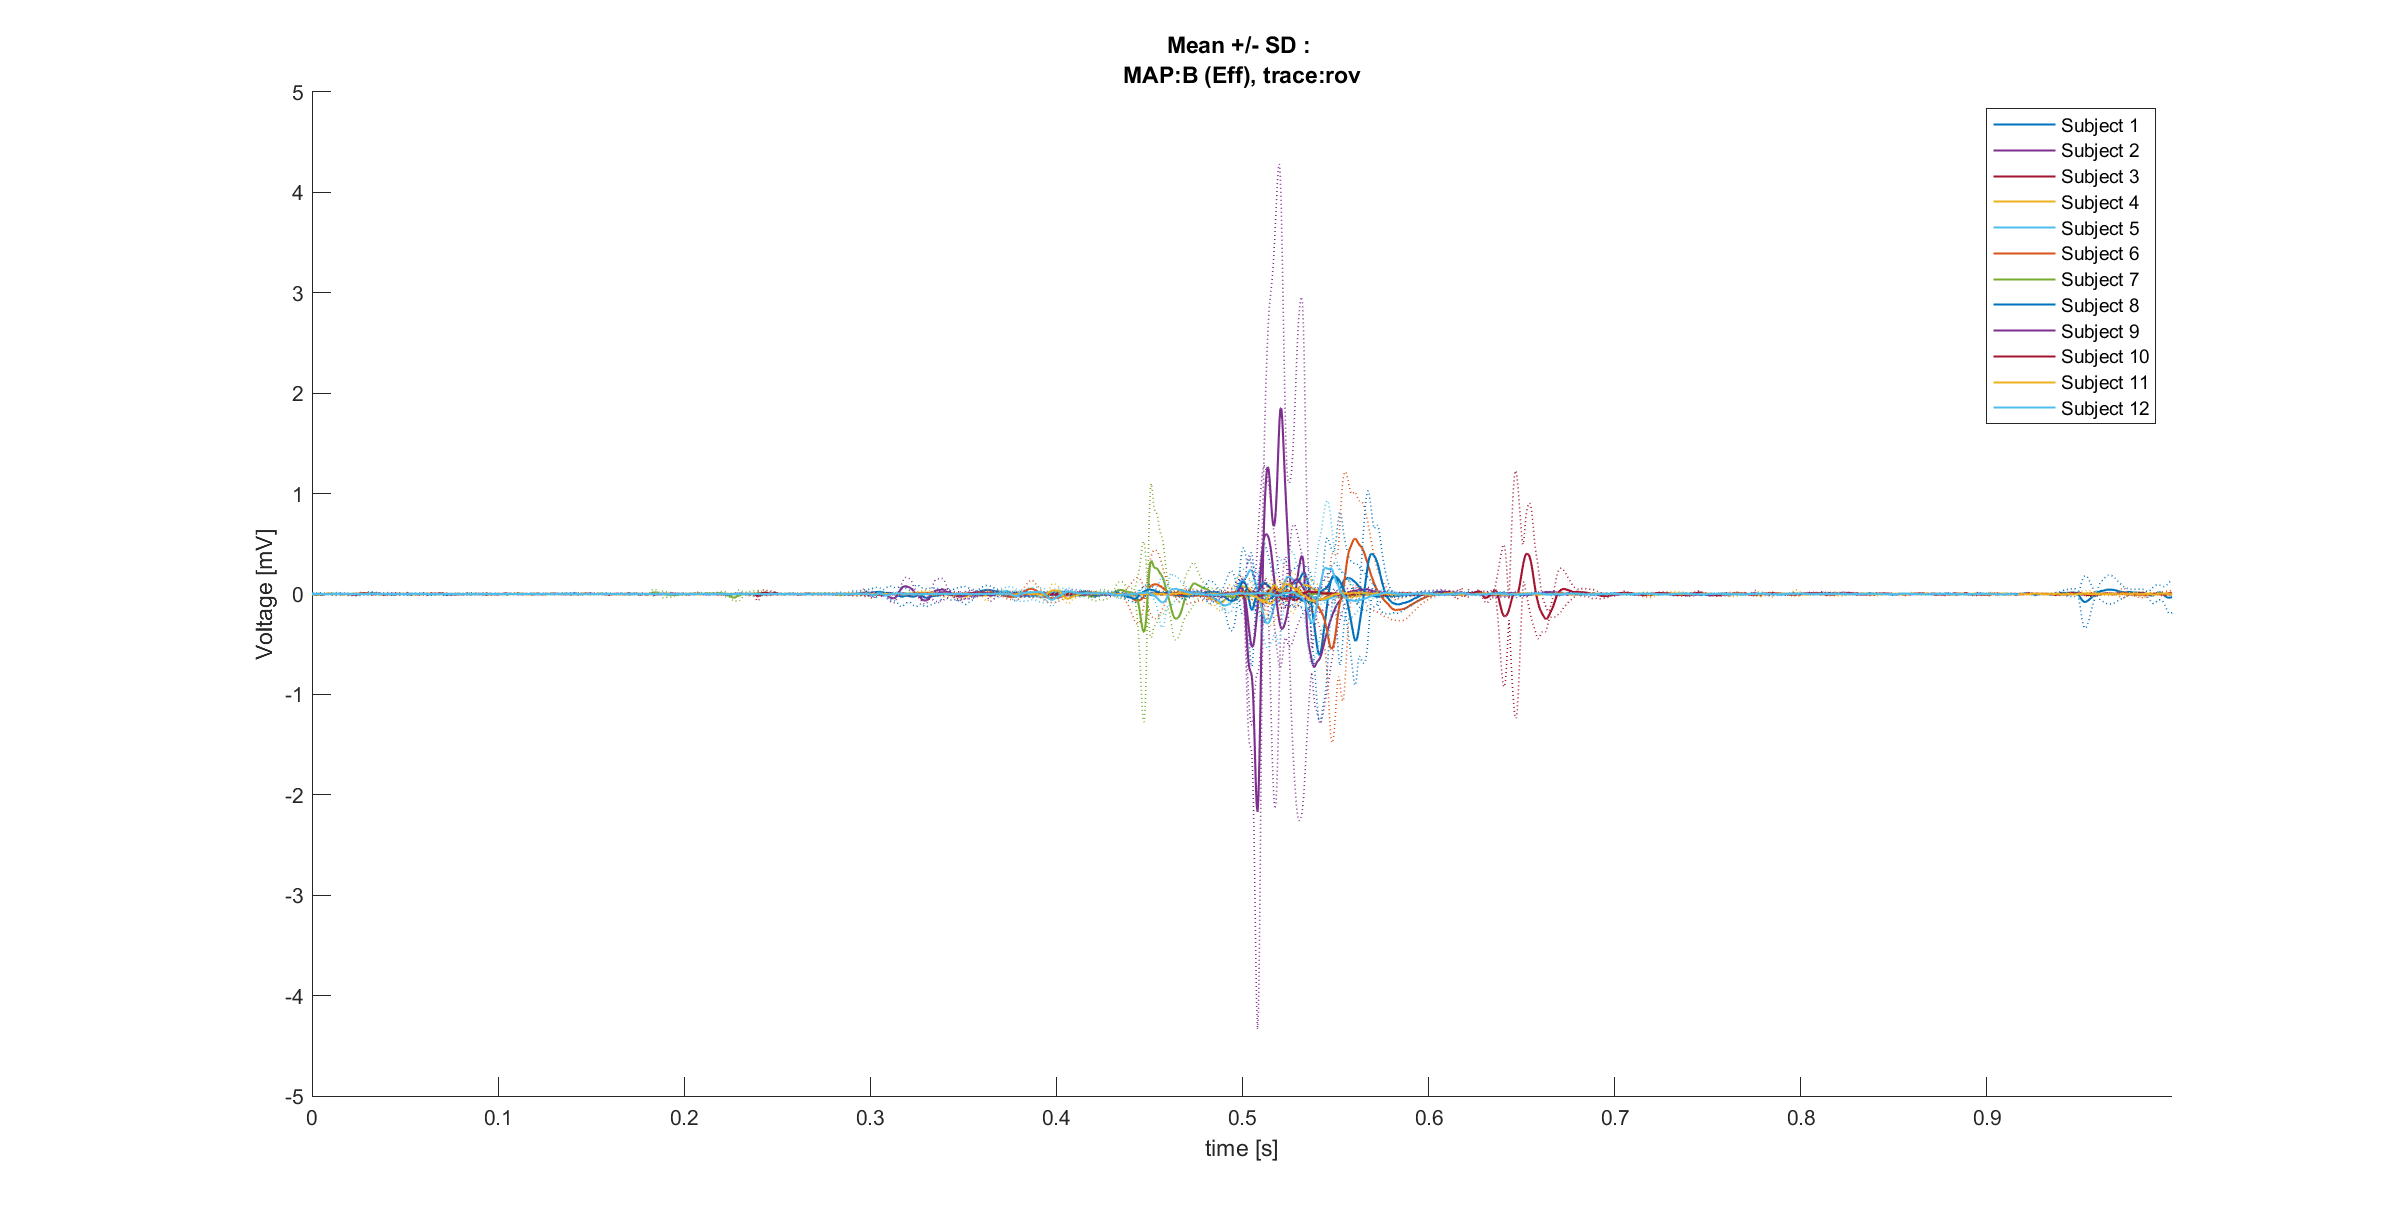 Mean +/- SD :
MAP:B (Eff), trace:rov
5
4
3
2
1
0
-1
-2
-3
-4
-5
Voltage [mV]
0 0.1 0.2 0.3 0.4 0.5 0.6 0.7 0.8 0.9
time [s]
Subject 1
Subject 2
Subject 3
Subject 4
Subject 5
Subject 6
Subject 7
Subject 8
Subject 9
Subject 10
Subject 11
Subject 12